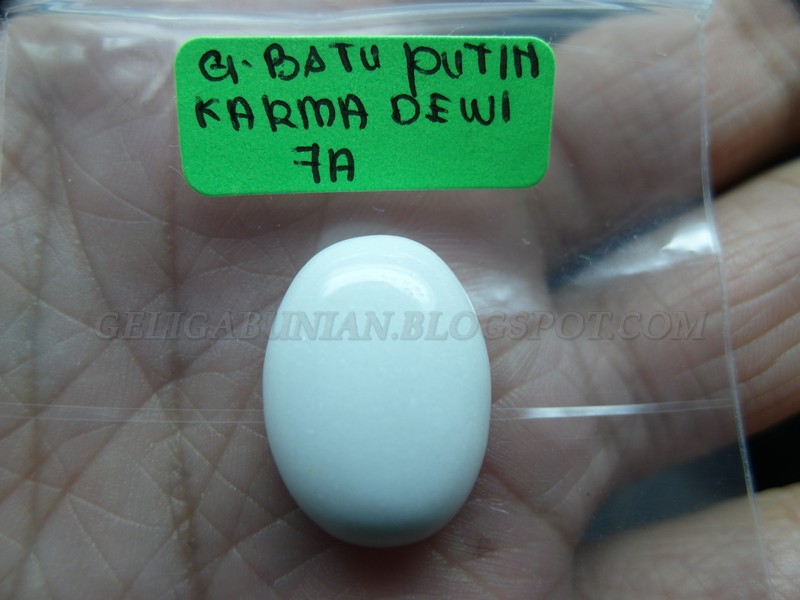 G. BATU PUTIH
KARMA DEWI
7A
GELIGABUNIAN.BLOGSPOT.COM